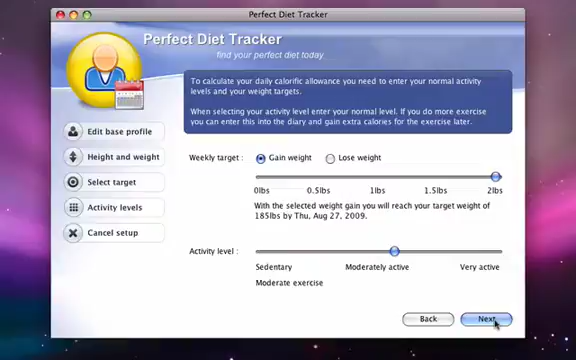 Perfect Diet Tracker
Perfect Diet Tracker
find your perfect diet today
To calculate your daily calorific allowance you need to enter your normal activity
levels and your weight targets.
When selecting your activity level enter your normal level. If you do more exercise
you can enter this into the diary and gain extra calories for the exercise later.
Edit base profile
Height and weight
Select target
Activity levels
Cancel setup
Weekly target :
Gain weight
Lose weight
0lbs 0.5lbs 1lbs 1.5lbs 2lbs
With the selected weight gain you will reach your target weight of
185lbs by Thu, Aug 27, 2009.
Activity level :
Sedentary Moderately active Very active
Moderate exercise
Back
Next